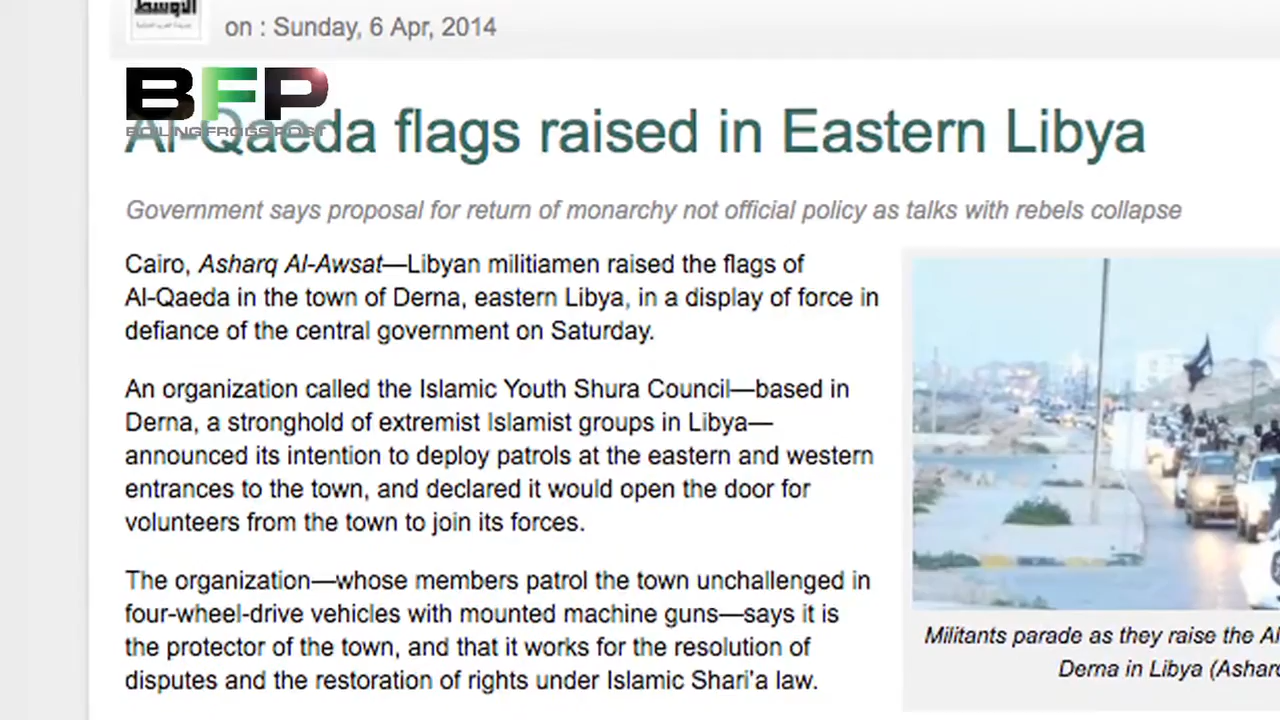 الاوسط
on : Sunday, 6 Apr, 2014
BFP
BOILING FROGS POST
Al-Qaeda flags raised in Eastern Libya
Government says proposal for return of monarchy not official policy as talks with rebels collapse
Cairo, Asharq Al-Awsat—Libyan militiamen raised the flags of
Al-Qaeda in the town of Derna, eastern Libya, in a display of force in
defiance of the central government on Saturday.
An organization called the Islamic Youth Shura Council—based in
Derna, a stronghold of extremist Islamist groups in Libya—
announced its intention to deploy patrols at the eastern and western
entrances to the town, and declared it would open the door for
volunteers from the town to join its forces.
The organization—whose members patrol the town unchallenged in
four-wheel-drive vehicles with mounted machine guns—says it is
the protector of the town, and that it works for the resolution of
disputes and the restoration of rights under Islamic Shari'a law.
Militants parade as they raise the Al
Derna in Libya (Ashar